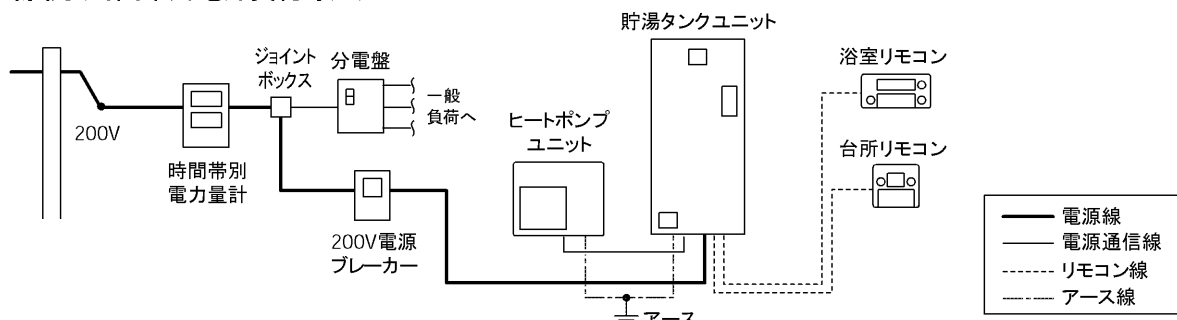 貯湯タンクユニット
ジョイント
ボックス
分電盤
浴室リモコン
一般
負荷へ
200V
ヒートポンプ
ユニット
台所リモコン
時間帯別
電力量計
200V電源
ブレーカー
電源線
電源通信線
リモコン線
アース線
アース